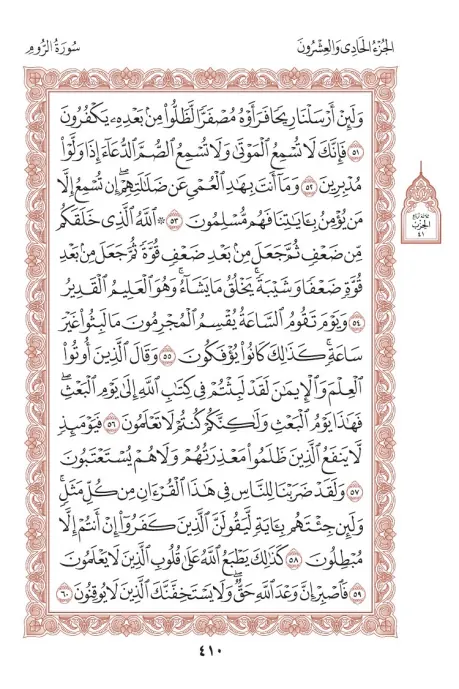 الجُزْءُ الحَادِي وَالعِشْرُونَ
سُورَةُ الرُّومِ
وَلَئِنْ أَرْسَلْنَا رِيحًا فَرَأَوْهُ مُصْفَرًّا لَّظَلُّوا۟ مِنۢ بَعْدِهِۦ يَكْفُرُونَ
٥١ فَإِنَّكَ لَا تُسْمِعُ ٱلْمَوْتَىٰ وَلَا تُسْمِعُ ٱلصُّمَّ ٱلدُّعَآءَ إِذَا وَلَّوْا۟
مُدْبِرِينَ ٥٢ وَمَآ أَنتَ بِهَٰدِ ٱلْعُمْىِ عَن ضَلَٰلَتِهِمْ ۖ إِن تُسْمِعُ إِلَّا
مَن يُؤْمِنُ بِـَٔايَٰتِنَا فَهُم مُّسْلِمُونَ ٥٣ ۞ ٱللَّهُ ٱلَّذِى خَلَقَكُم
مِّن ضَعْفٍ ثُمَّ جَعَلَ مِنۢ بَعْدِ ضَعْفٍ قُوَّةً ثُمَّ جَعَلَ مِنۢ بَعْدِ
قُوَّةٍ ضَعْفًا وَشَيْبَةً ۚ يَخْلُقُ مَا يَشَآءُ ۖ وَهُوَ ٱلْعَلِيمُ ٱلْقَدِيرُ
٥٤ وَيَوْمَ تَقُومُ ٱلسَّاعَةُ يُقْسِمُ ٱلْمُجْرِمُونَ مَا لَبِثُوا۟ غَيْرَ
سَاعَةٍ ۚ كَذَٰلِكَ كَانُوا۟ يُؤْفَكُونَ ٥٥ وَقَالَ ٱلَّذِينَ أُوتُوا۟
ٱلْعِلْمَ وَٱلْإِيمَٰنَ لَقَدْ لَبِثْتُمْ فِى كِتَٰبِ ٱللَّهِ إِلَىٰ يَوْمِ ٱلْبَعْثِ ۖ
فَهَٰذَا يَوْمُ ٱلْبَعْثِ وَلَٰكِنَّكُمْ كُنتُمْ لَا تَعْلَمُونَ ٥٦ فَيَوْمَئِذٍ
لَّا يَنفَعُ ٱلَّذِينَ ظَلَمُوا۟ مَعْذِرَتُهُمْ وَلَا هُمْ يُسْتَعْتَبُونَ
٥٧ وَلَقَدْ ضَرَبْنَا لِلنَّاسِ فِى هَٰذَا ٱلْقُرْءَانِ مِن كُلِّ مَثَلٍ ۚ
وَلَئِن جِئْتَهُم بِـَٔايَةٍ لَّيَقُولَنَّ ٱلَّذِينَ كَفَرُوٓا۟ إِنْ أَنتُمْ إِلَّا
مُبْطِلُونَ ٥٨ كَذَٰلِكَ يَطْبَعُ ٱللَّهُ عَلَىٰ قُلُوبِ ٱلَّذِينَ لَا يَعْلَمُونَ
٥٩ فَٱصْبِرْ إِنَّ وَعْدَ ٱللَّهِ حَقٌّ ۖ وَلَا يَسْتَخِفَّنَّكَ ٱلَّذِينَ لَا يُوقِنُونَ ٦٠
الحِزْب
٤١
٤١٠